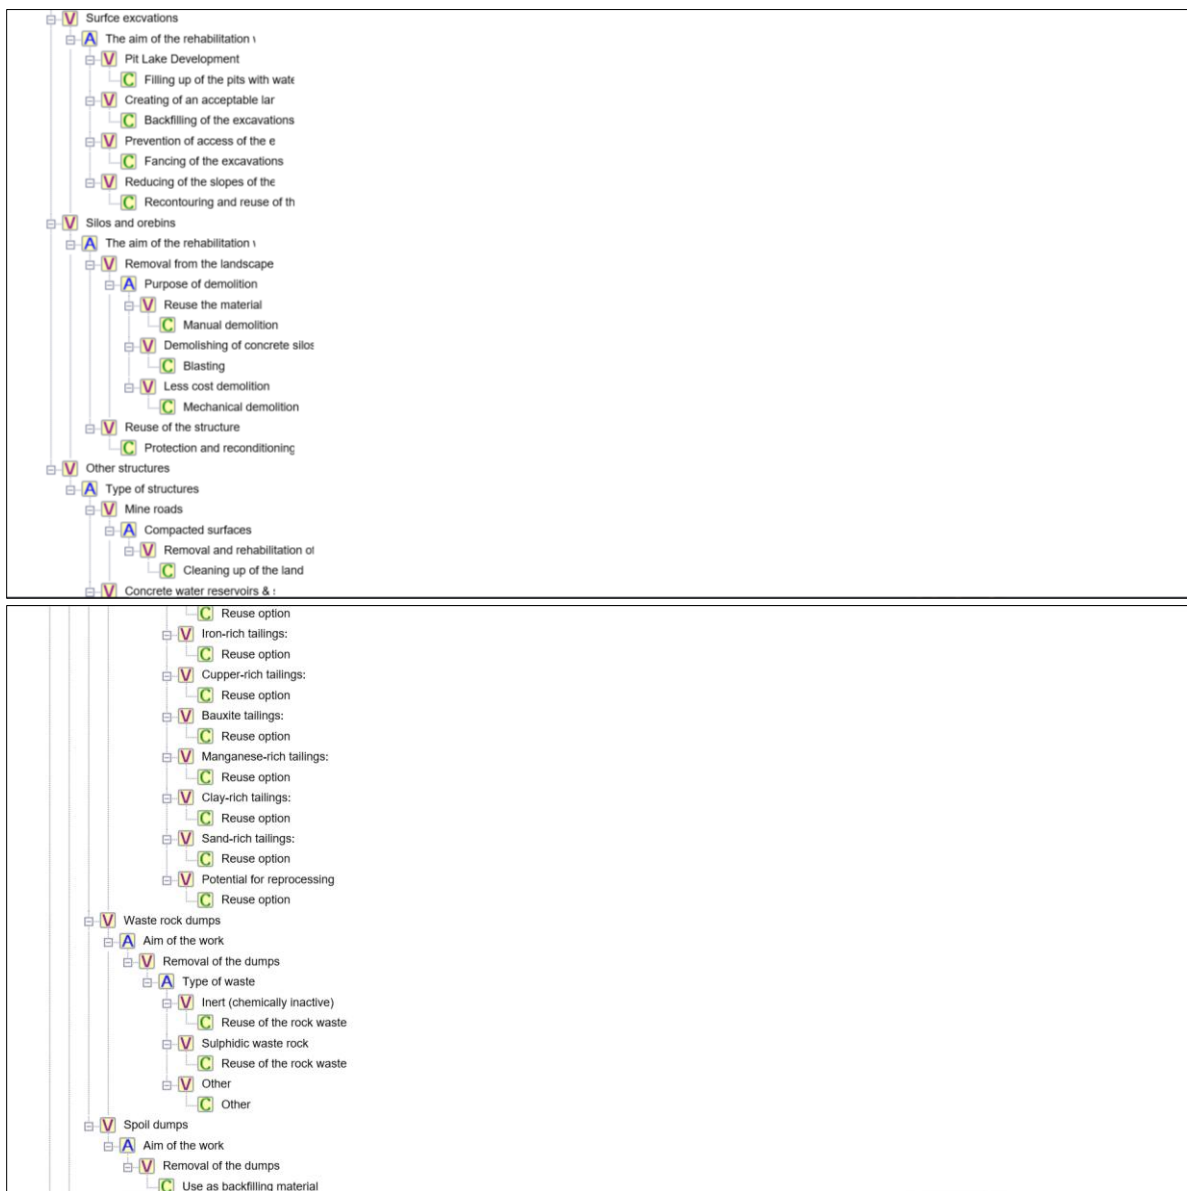 V Surfce excvations
A The aim of the rehabilitation
V Pit Lake Development
C Filling up of the pits with wate
V Creating of an acceptable lar
C Backfilling of the excavations
V Prevention of access of the e
C Fancing of the excavations
V Reducing of the slopes of the
C Recontouring and reuse of th
V Silos and orebins
A The aim of the rehabilitation
V Removal from the landscape
A Purpose of demolition
V Reuse the material
C Manual demolition
V Demolishing of concrete silos
C Blasting
V Less cost demolition
C Mechanical demolition
V Reuse of the structure
C Protection and reconditioning
V Other structures
A Type of structures
V Mine roads
A Compacted surfaces
V Removal and rehabilitation of
C Cleaning up of the land
V Concrete water reservoirs &
C Reuse option
V Iron-rich tailings:
C Reuse option
V Cupper-rich tailings:
C Reuse option
V Bauxite tailings:
C Reuse option
V Manganese-rich tailings:
C Reuse option
V Clay-rich tailings:
C Reuse option
V Sand-rich tailings:
C Reuse option
V Potential for reprocessing
C Reuse option
V Waste rock dumps
A Aim of the work
V Removal of the dumps
A Type of waste
V Inert (chemically inactive)
C Reuse of the rock waste
V Sulphidic waste rock
C Reuse of the rock waste
V Other
C Other
V Spoil dumps
A Aim of the work
V Removal of the dumps
C Use as backfilling material